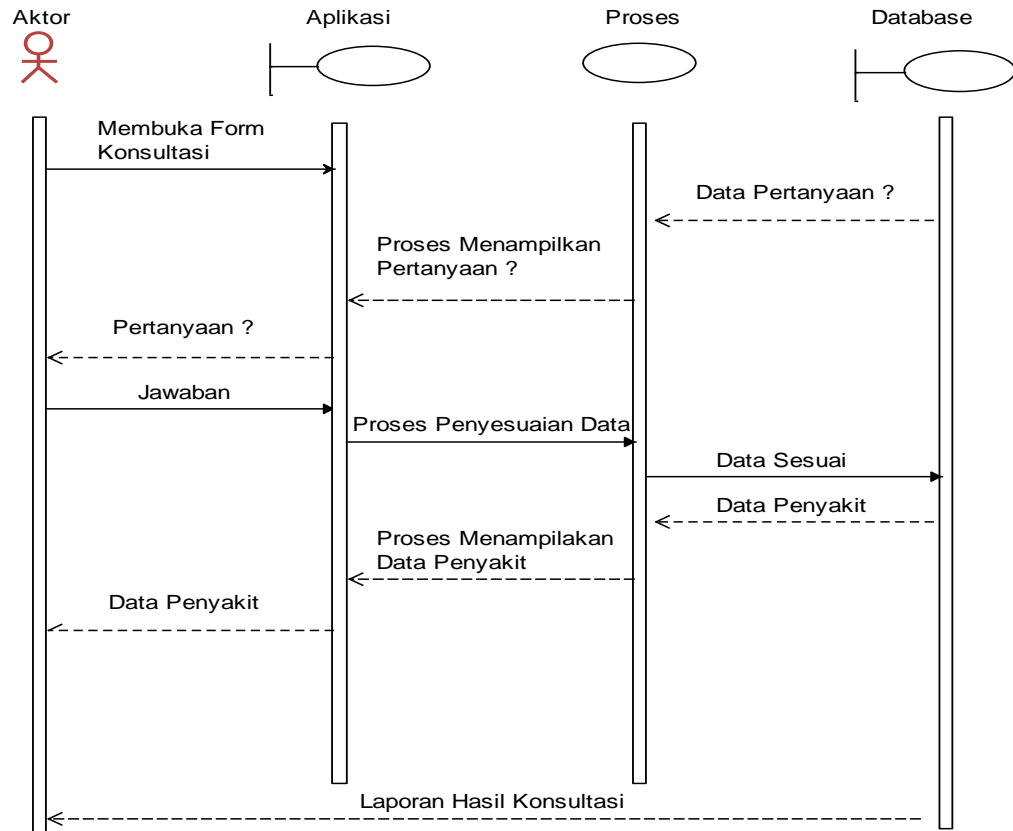 Aktor
Aplikasi
Proses
Database
Membuka Form
Konsultasi
Data Pertanyaan ?
Proses Menampilkan
Pertanyaan ?
Pertanyaan ?
Jawaban
Proses Penyesuaian Data
Data Sesuai
Data Penyakit
Proses Menampilakan
Data Penyakit
Data Penyakit
Laporan Hasil Konsultasi